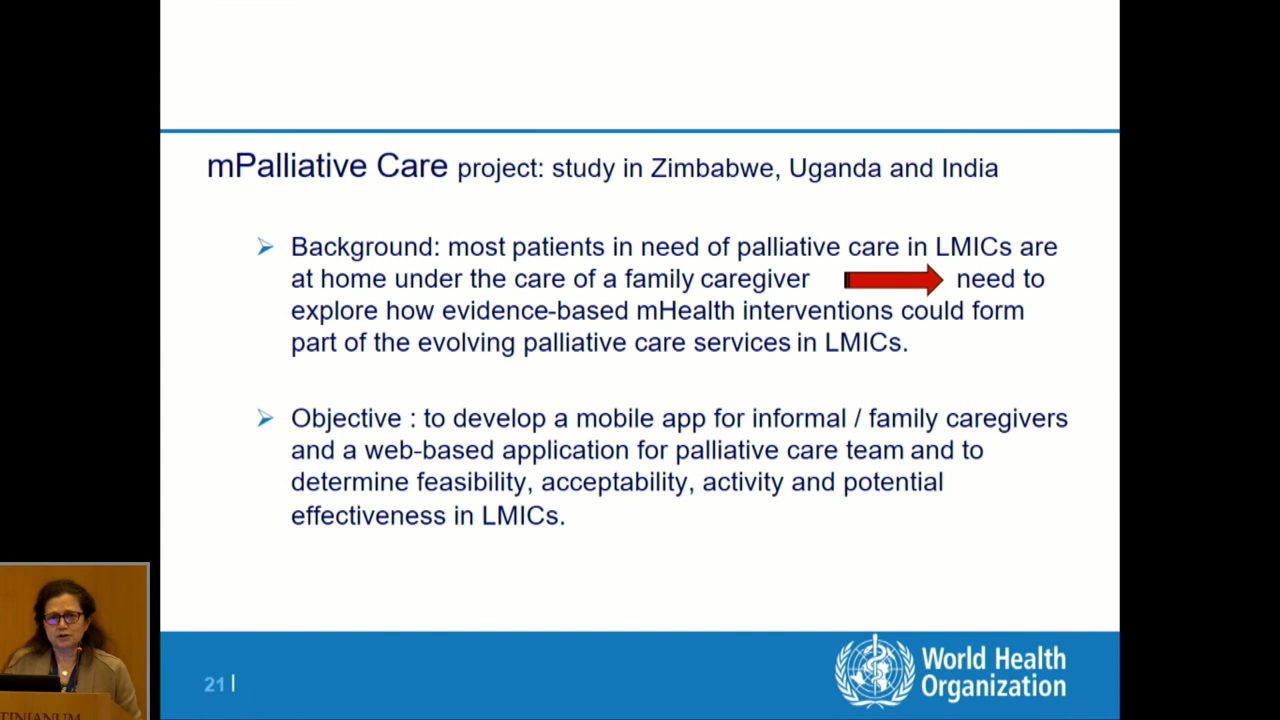 mPalliative Care project: study in Zimbabwe, Uganda and India
Background: most patients in need of palliative care in LMICs are
at home under the care of a family caregiver need to
explore how evidence-based mHealth interventions could form
part of the evolving palliative care services in LMICs.
Objective : to develop a mobile app for informal / family caregivers
and a web-based application for palliative care team and to
determine feasibility, acceptability, activity and potential
effectiveness in LMICs.
21 |
World Health
Organization
TINIANUM